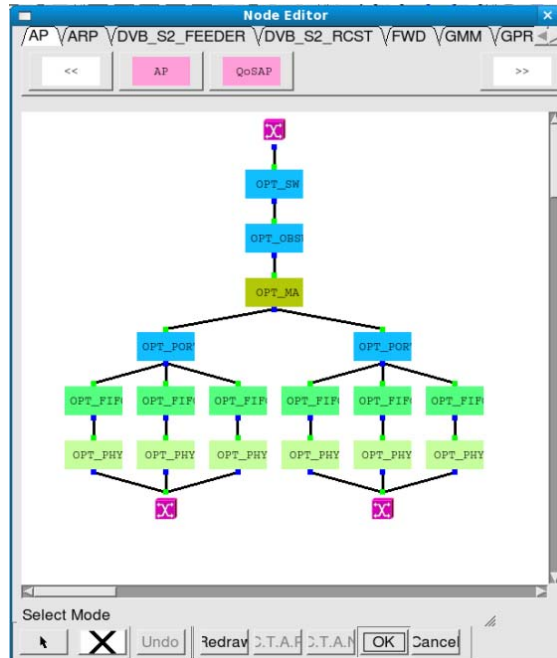 Node Editor
AP ARP DVB_S2_FEEDER DVB_S2_RCST FWD GMM GPR
<< AP QoSAP >>
OPT_SW
OPT_OBS
OPT_MA
OPT_POR OPT_POR
OPT_FIF OPT_FIF OPT_FIF OPT_FIF OPT_FIF OPT_FIF
OPT_PHY OPT_PHY OPT_PHY OPT_PHY OPT_PHY OPT_PHY
Select Mode
X Undo Redraw C.T.A.R C.T.A.N OK Cancel